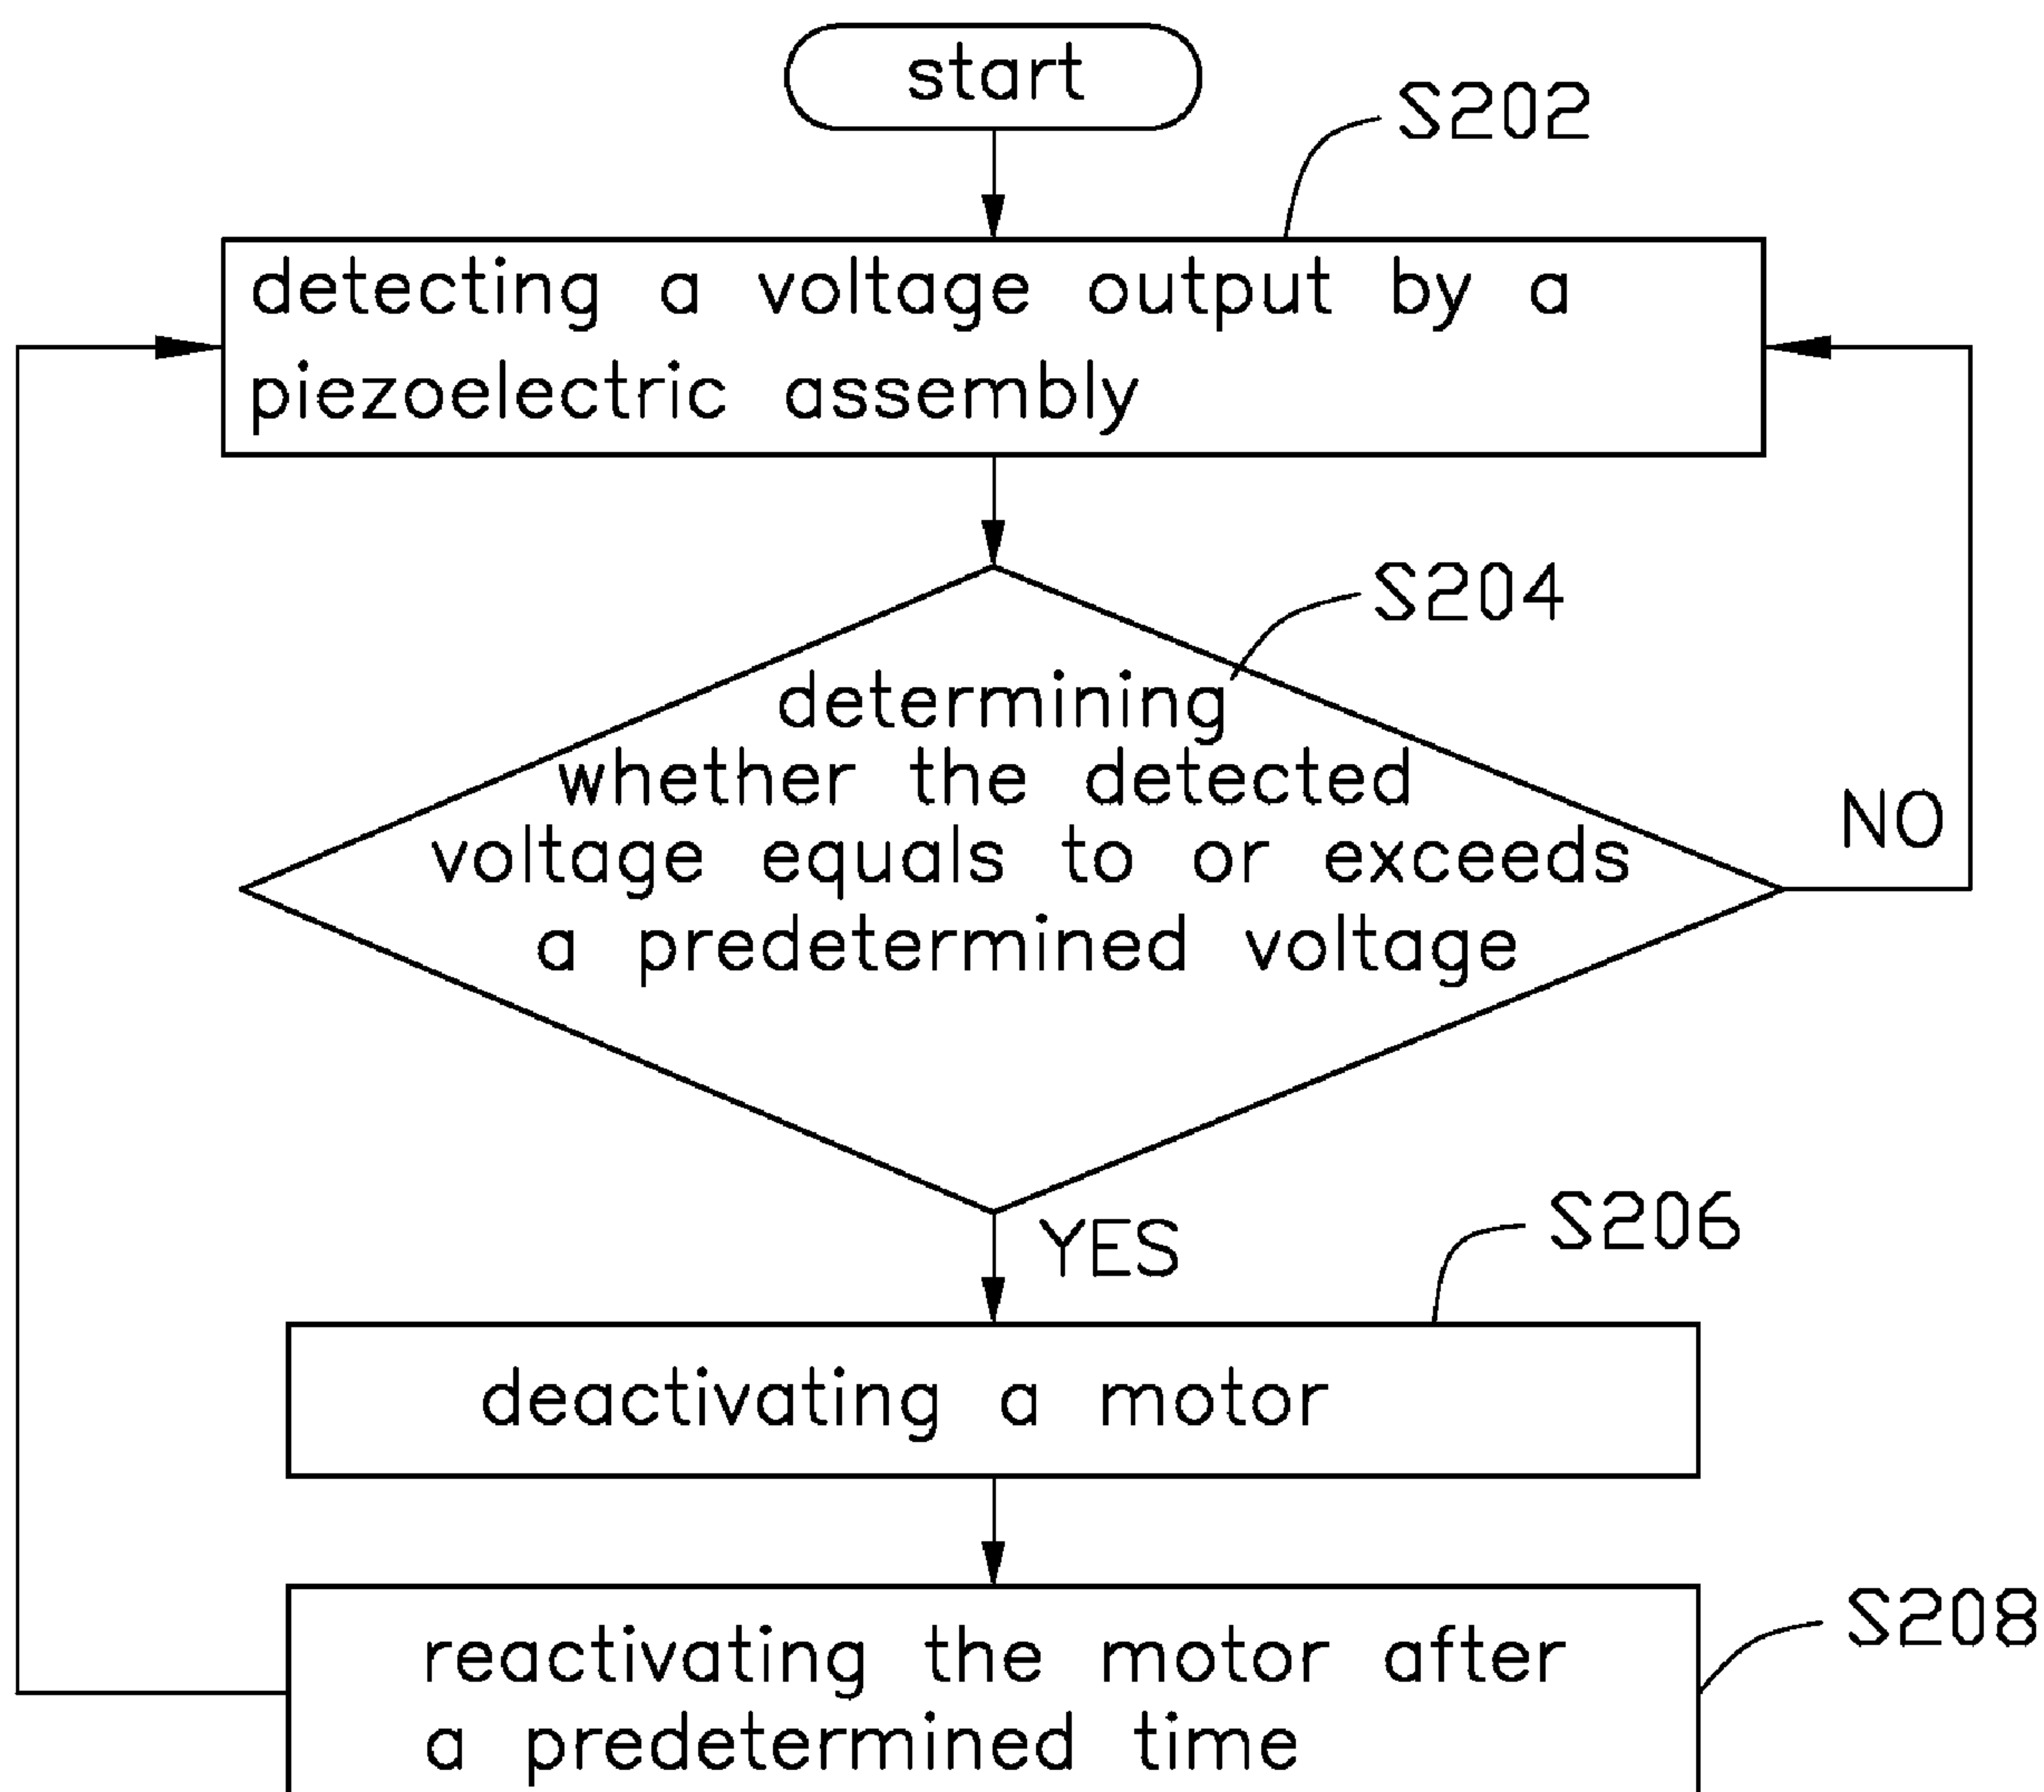 start
S202
detecting a voltage output by a
piezoelectric assembly
S204
determining
whether the detected
voltage equals to or exceeds
a predetermined voltage
NO
YES
S206
deactivating a motor
S208
reactivating the motor after
a predetermined time